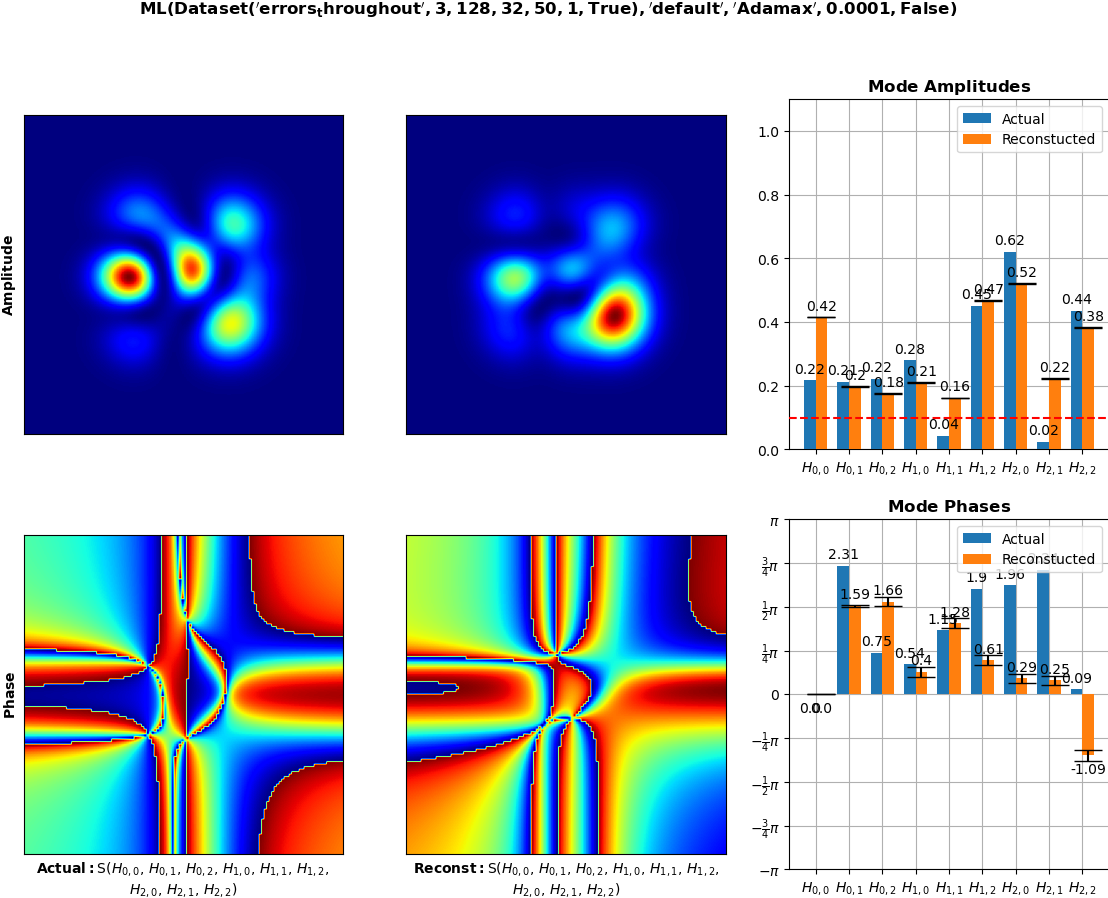 ML(Dataset('errors_throughout', 3, 128, 32, 50, 1, True), 'default', 'Adamax', 0.0001, False)
Amplitude
Mode Amplitudes
Actual
Reconstucted
1.0
0.8
0.6
0.4
0.2
0.0
0.22
0.42
0.21
0.2
0.22
0.18
0.28
0.21
0.04
0.16
0.45
0.47
0.62
0.52
0.02
0.22
0.44
0.38
H0,0 H0,1 H0,2 H1,0 H1,1 H1,2 H2,0 H2,1 H2,2
Phase
Actual: S(H0,0, H0,1, H0,2, H1,0, H1,1, H1,2,
H2,0, H2,1, H2,2)
Reconst: S(H0,0, H0,1, H0,2, H1,0, H1,1, H1,2,
H2,0, H2,1, H2,2)
Mode Phases
Actual
Reconstucted
π
3/4π
1/2π
1/4π
0
−1/4π
−1/2π
−3/4π
−π
0.0
0.0
2.31
1.59
0.75
1.66
0.54
0.4
1.28
1.9
0.61
1.96
0.29
0.25
0.09
-1.09
H0,0 H0,1 H0,2 H1,0 H1,1 H1,2 H2,0 H2,1 H2,2